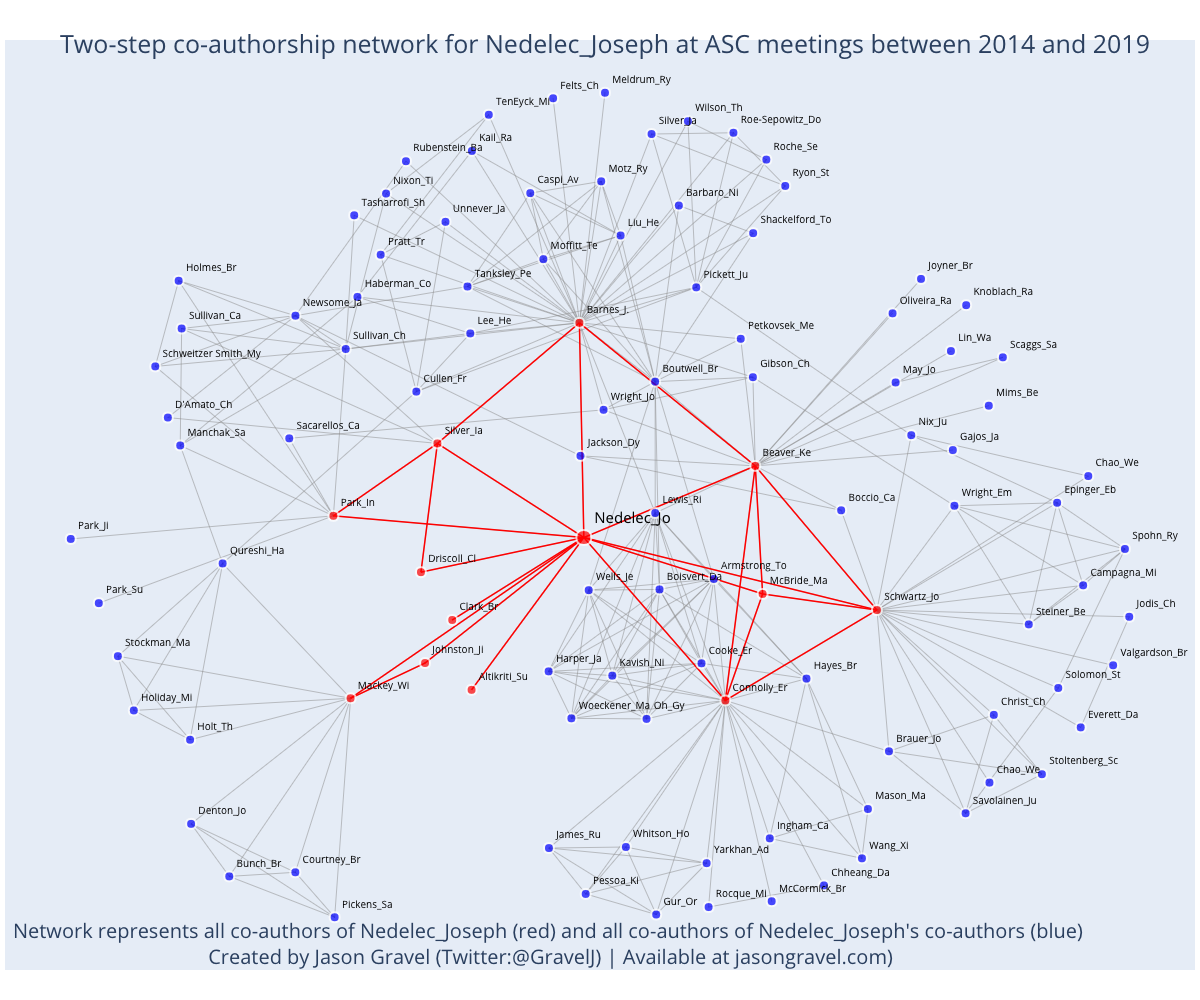 Two-step co-authorship network for Nedelec_Joseph at ASC meetings between 2014 and 2019
Meldrum_Ry
Felts_Ch
TenEyck_Mi
Wilson_Th
Silver_Ia
Roe-Sepowitz_Do
Kail_Ra
Rubenstein_Ba
Roche_Se
Motz_Ry
Ryon_St
Nixon_Ti
Caspi_Av
Barbaro_Ni
Tasharrofi_Sh
Unnever_Ja
Liu_He
Shackelford_To
Pratt_Tr
Moffitt_Te
Holmes_Br
Haberman_Co
Tanksley_Pe
Pickett_Ju
Joyner_Br
Newsome_Ja
Barnes_J.
Oliveira_Ra
Knoblach_Ra
Sullivan_Ca
Sullivan_Ch
Lee_He
Petkovsek_Me
Lin_Wa
Schweitzer Smith_My
Boutwell_Br
Gibson_Ch
May_Jo
Scaggs_Sa
Cullen_Fr
Wright_Jo
Mims_Be
D'Amato_Ch
Sacarellos_Ca
Manchak_Sa
Silver_Ia
Jackson_Dy
Beaver_Ke
Nix_Ju
Gajos_Ja
Chao_We
Park_In
Lewis_Ri
Boccio_Ca
Wright_Em
Epinger_Eb
Nedelec_Jo
Park_Ji
Qureshi_Ha
Driscoll_Cl
Spohn_Ry
Wells_Je
Boisvert_Da
Armstrong_To
McBride_Ma
Campagna_Mi
Park_Su
Clark_Br
Schwartz_Jo
Steiner_Be
Jodis_Ch
Stockman_Ma
Johnston_Ji
Harper_Ja
Kavish_Ni
Cooke_Er
Hayes_Br
Valgardson_Br
Mackey_Wi
Altikriti_Su
Connolly_Er
Solomon_St
Holiday_Mi
Woeckener_Ma
Oh_Gy
Christ_Ch
Everett_Da
Holt_Th
Brauer_Jo
Stoltenberg_Sc
Chao_We
Denton_Jo
Mason_Ma
Savolainen_Ju
James_Ru
Whitson_Ho
Ingham_Ca
Bunch_Br
Courtney_Br
Yarkhan_Ad
Wang_Xi
Pessoa_Ki
Chheang_Da
Pickens_Sa
Gur_Or
Rocque_Mi
McCormick_Br
Network represents all co-authors of Nedelec_Joseph (red) and all co-authors of Nedelec_Joseph's co-authors (blue)
Created by Jason Gravel (Twitter:@GravelJ) | Available at jasongravel.com)